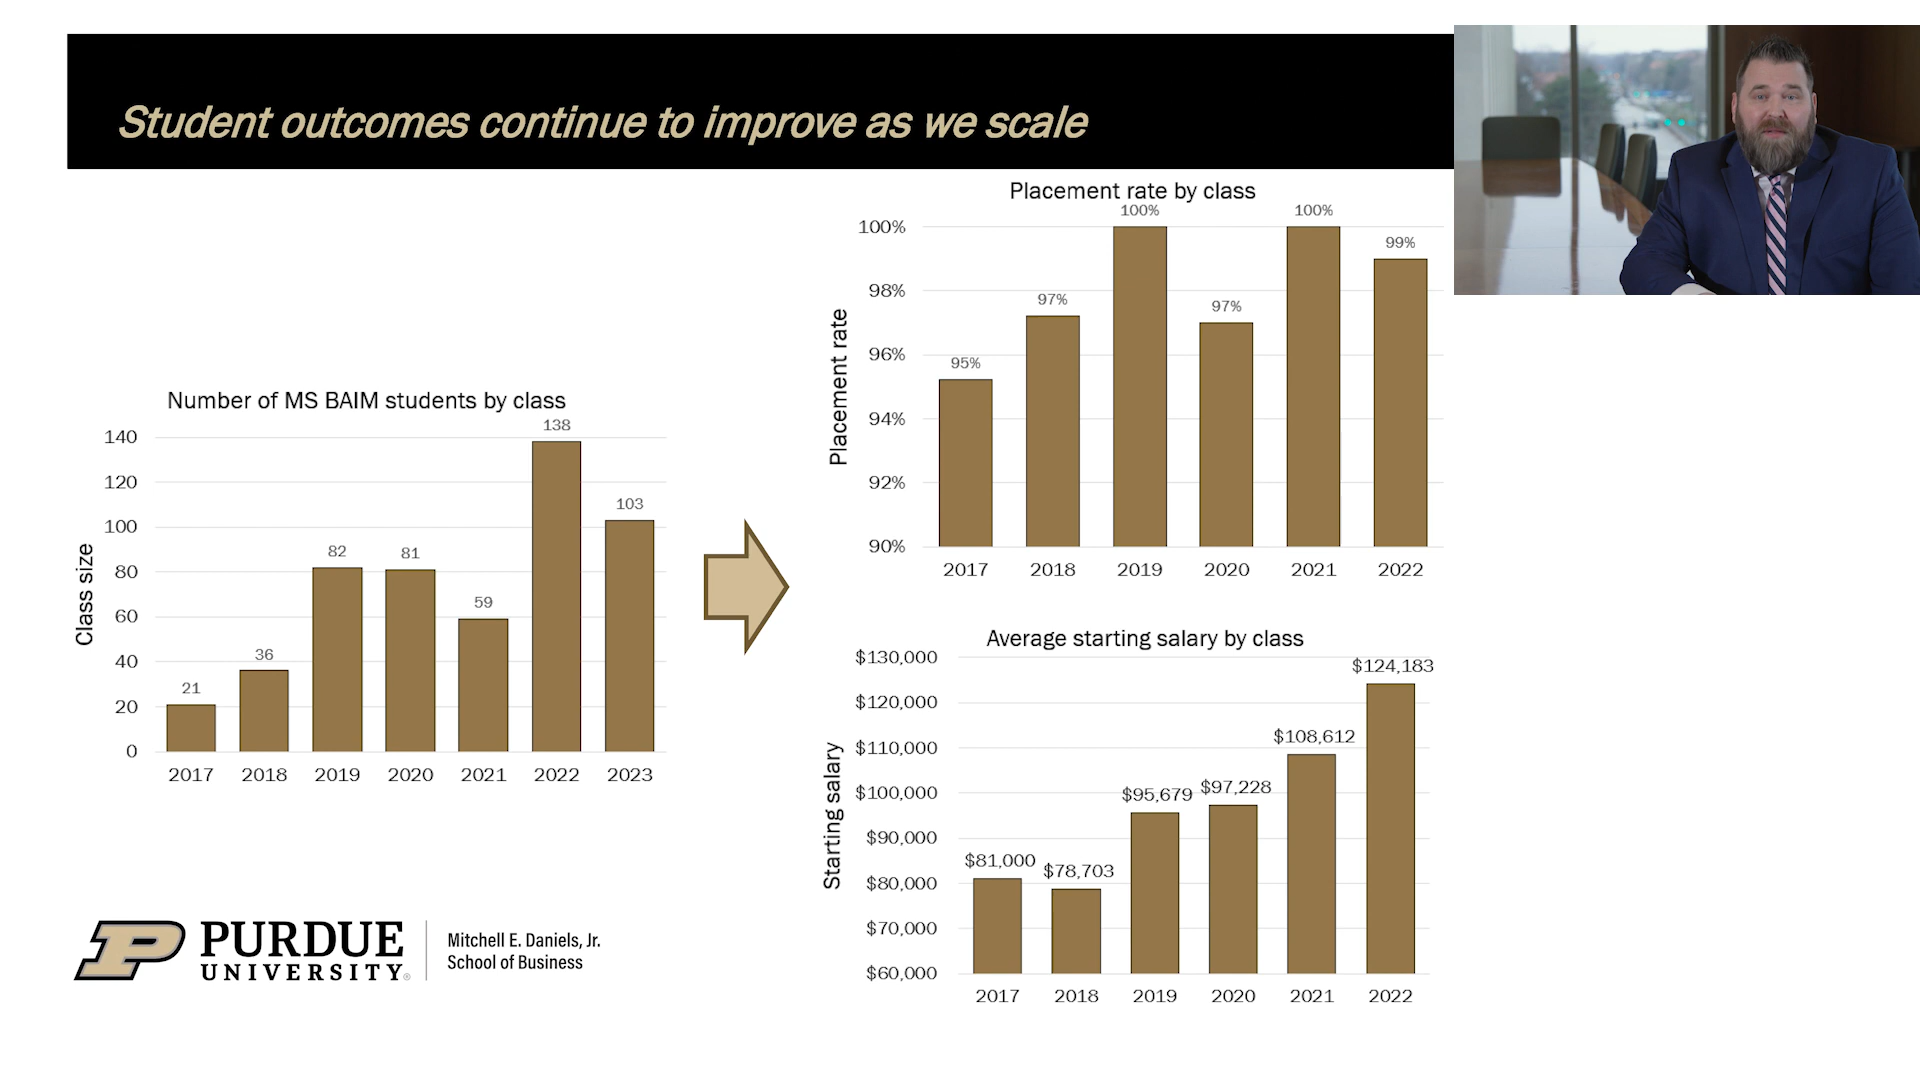 Student outcomes continue to improve as we scale
Number of MS BAIM students by class
Class size
140
120
100
80
60
40
20
0
21
36
82
81
59
138
103
2017 2018 2019 2020 2021 2022 2023
Placement rate by class
Placement rate
100%
98%
96%
94%
92%
90%
95%
97%
100%
97%
100%
99%
2017 2018 2019 2020 2021 2022
Average starting salary by class
Starting salary
$130,000
$120,000
$110,000
$100,000
$90,000
$80,000
$70,000
$60,000
$81,000
$78,703
$95,679
$97,228
$108,612
$124,183
2017 2018 2019 2020 2021 2022
P
PURDUE
UNIVERSITY®
Mitchell E. Daniels, Jr.
School of Business